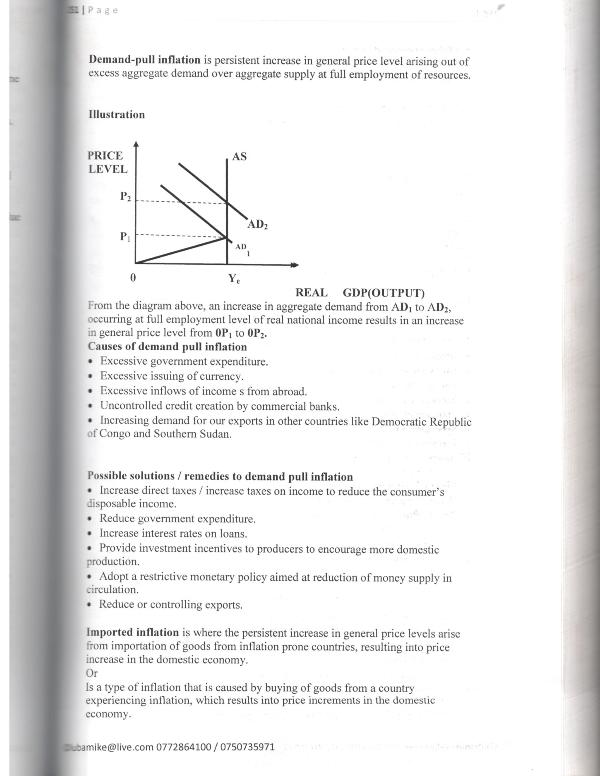 51 | P a g e
Demand-pull inflation is persistent increase in general price level arising out of
excess aggregate demand over aggregate supply at full employment of resources.
Illustration
PRICE
LEVEL
AS
P2
AD2
P1
AD1
0
Ye
REAL GDP(OUTPUT)
From the diagram above, an increase in aggregate demand from AD1 to AD2,
occurring at full employment level of real national income results in an increase
in general price level from 0P1 to 0P2.
Causes of demand pull inflation
• Excessive government expenditure.
• Excessive issuing of currency.
• Excessive inflows of income s from abroad.
• Uncontrolled credit creation by commercial banks.
• Increasing demand for our exports in other countries like Democratic Republic
of Congo and Southern Sudan.
Possible solutions / remedies to demand pull inflation
• Increase direct taxes / increase taxes on income to reduce the consumer's
disposable income.
• Reduce government expenditure.
• Increase interest rates on loans.
• Provide investment incentives to producers to encourage more domestic
production.
• Adopt a restrictive monetary policy aimed at reduction of money supply in
circulation.
• Reduce or controlling exports.
Imported inflation is where the persistent increase in general price levels arise
from importation of goods from inflation prone countries, resulting into price
increase in the domestic economy.
Or
Is a type of inflation that is caused by buying of goods from a country
experiencing inflation, which results into price increments in the domestic
economy.
ubamike@live.com 0772864100 / 0750735971